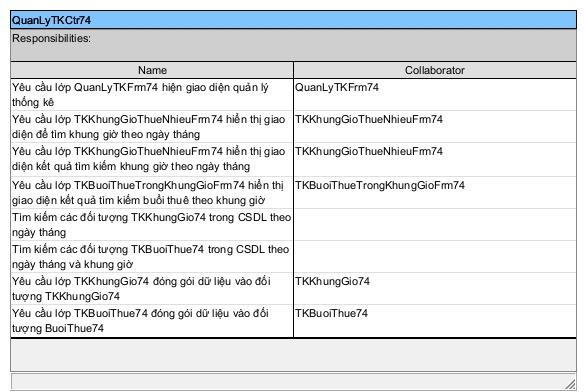 QuanLyTKCtr74
Responsibilities:
Name
Collaborator
Yêu cầu lớp QuanLyTKFrm74 hiện giao diện quản lý
thống kê
QuanLyTKFrm74
Yêu cầu lớp TKKhungGioThueNhieuFrm74 hiển thị giao
diện để tìm khung giờ theo ngày tháng
TKKhungGioThueNhieuFrm74
Yêu cầu lớp TKKhungGioThueNhieuFrm74 hiển thị giao
diện kết quả tìm kiếm khung giờ theo ngày tháng
TKKhungGioThueNhieuFrm74
Yêu cầu lớp TKBuoiThueTrongKhungGioFrm74 hiển thị
giao diện kết quả tìm kiếm buổi thuê theo khung giờ
TKBuoiThueTrongKhungGioFrm74
Tìm kiếm các đối tượng TKKhungGio74 trong CSDL theo
ngày tháng
Tìm kiếm các đối tượng TKBuoiThue74 trong CSDL theo
ngày tháng và khung giờ
Yêu cầu lớp TKKhungGio74 đóng gói dữ liệu vào đối
tượng TKKhungGio74
TKKhungGio74
Yêu cầu lớp TKBuoiThue74 đóng gói dữ liệu vào đối
tượng BuoiThue74
TKBuoiThue74